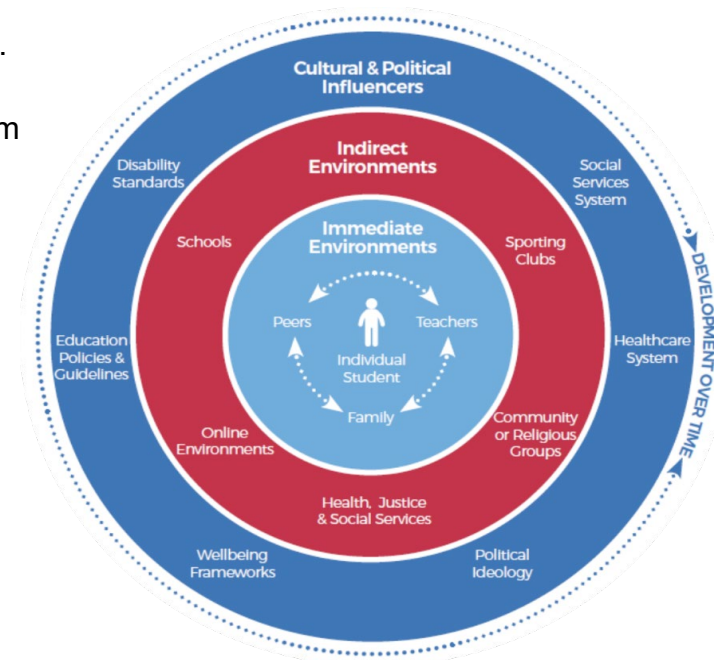 .
m
Cultural & Political
Influencers
Disability
Standards
Social
Services
System
Education
Policies &
Guidelines
Healthcare
System
Wellbeing
Frameworks
Political
Ideology
Indirect
Environments
Schools
Sporting
Clubs
Online
Environments
Community
or Religious
Groups
Health, Justice
& Social Services
Immediate
Environments
Peers
Teachers
Individual
Student
Family
DEVELOPMENT OVER TIME